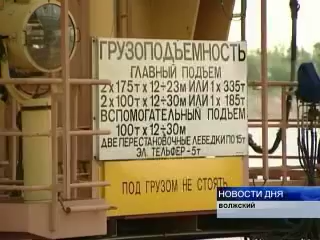 ГРУЗОПОДЪЕМНОСТЬ
ГЛАВНЫЙ ПОДЪЕМ
2х175т х 12÷23м ИЛИ 1х 335т
2х100т х 12÷30м ИЛИ 1х 185т
ВСПОМОГАТЕЛЬНЫЙ ПОДЪЕМ
100т х 12÷30м
ДВЕ ПЕРЕСТАНОВОЧНЫЕ ЛЕБЕДКИ ПО 15т
ЭЛ. ТЕЛЬФЕР - 5т
ПОД ГРУЗОМ НЕ СТОЯТЬ
НОВОСТИ ДНЯ
ВОЛЖСКИЙ